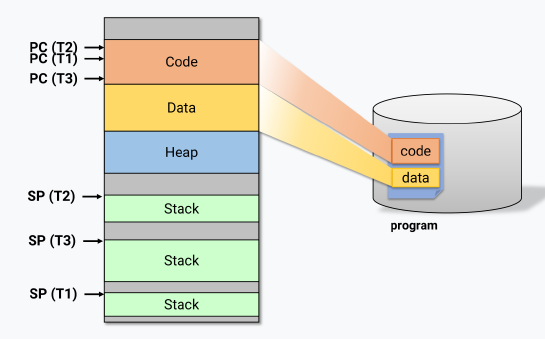 PC (T2)
PC (T1)
PC (T3)
Code
Data
Heap
SP (T2)
Stack
SP (T3)
Stack
SP (T1)
Stack
code
data
program